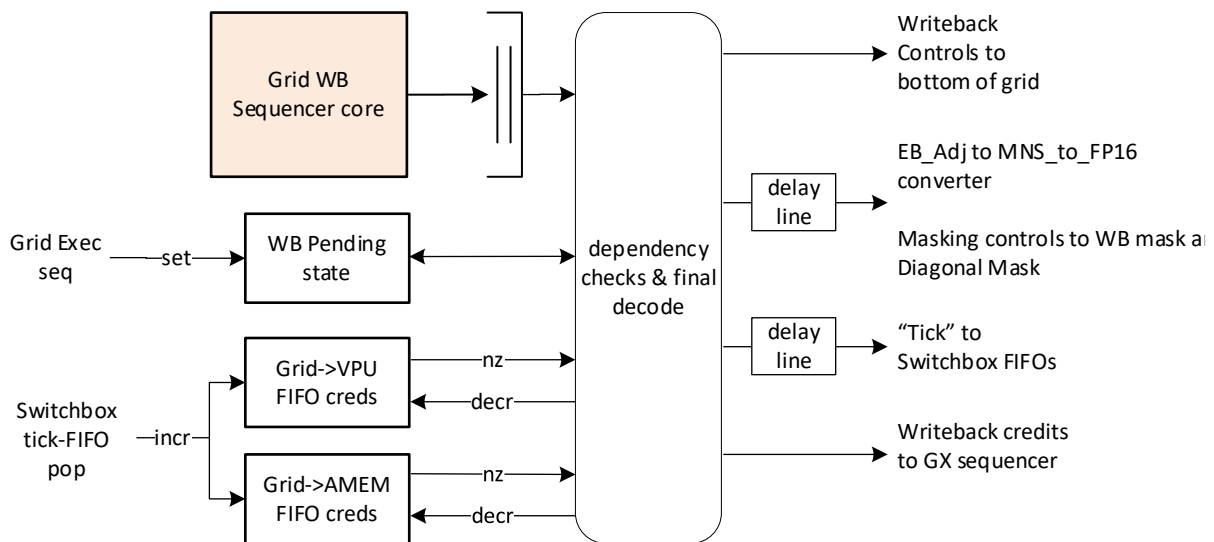 Grid WB
Sequencer core
Grid Exec
seq
set
WB Pending
state
Switchbox
tick-FIFO
pop
incr
Grid->VPU
FIFO creds
nz
decr
Grid->AMEM
FIFO creds
nz
decr
dependency
checks & final
decode
Writeback
Controls to
bottom of grid
delay
line
EB_Adj to MNS_to_FP16
converter
Masking controls to WB mask
Diagonal Mask
delay
line
“Tick” to
Switchbox FIFOs
Writeback credits
to GX sequencer